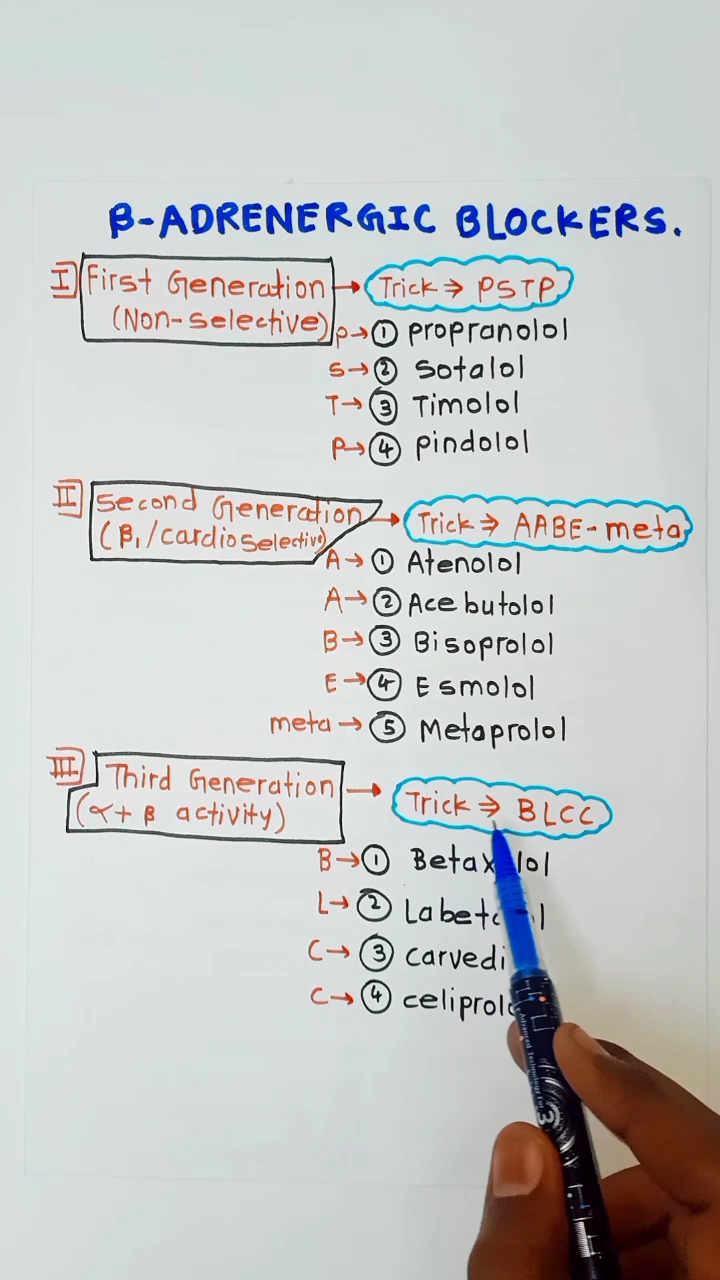 β-ADRENERGIC BLOCKERS.
I First Generation → Trick ⇒ PSTP
(Non-selective)
P→ ① Propranolol
S→ ② Sotalol
T→ ③ Timolol
P→ ④ Pindolol
II Second Generation → Trick ⇒ AABE-meta
(β1/cardioselective)
A→ ① Atenolol
A→ ② Acebutolol
B→ ③ Bisoprolol
E→ ④ Esmolol
meta→ ⑤ Metaprolol
III Third Generation → Trick ⇒ BLCC
(α+β activity)
B→ ①
L→ ②
C→ ③
C→ ④